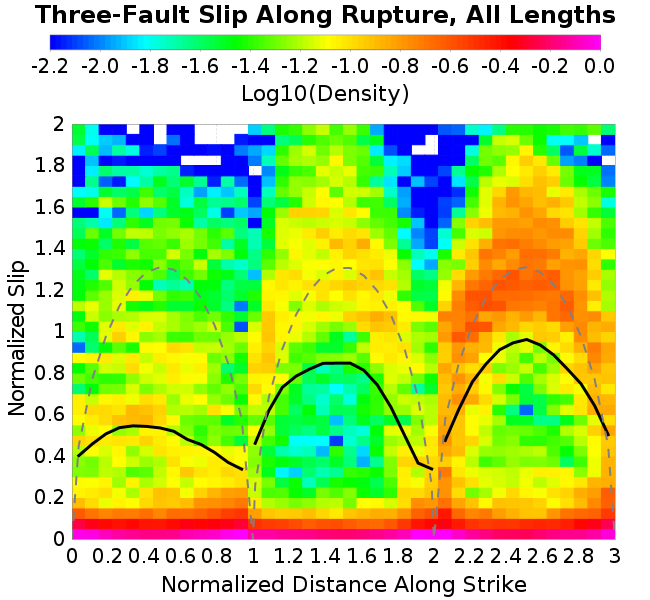 Three-Fault Slip Along Rupture, All Lengths
-2.2 -2.0 -1.8 -1.6 -1.4 -1.2 -1.0 -0.8 -0.6 -0.4 -0.2 0.0
Log10(Density)
2
1.8
1.6
1.4
1.2
1
0.8
0.6
0.4
0.2
0
Normalized Slip
0 0.2 0.4 0.6 0.8 1 1.2 1.4 1.6 1.8 2 2.2 2.4 2.6 2.8 3
Normalized Distance Along Strike